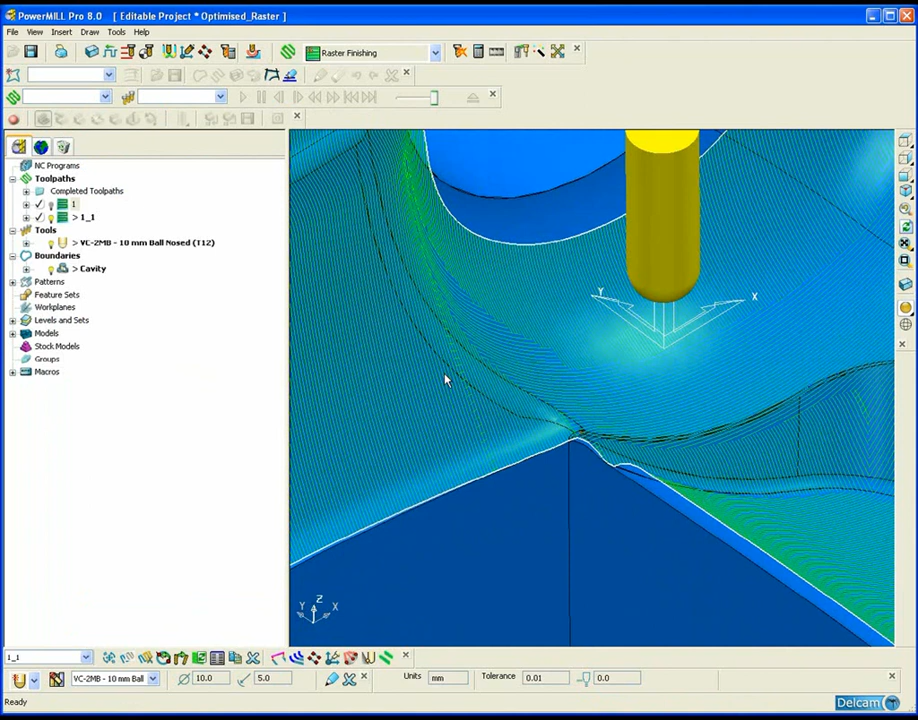 PowerMILL Pro 8.0 [ Editable Project * Optimised_Raster ]
File View Insert Draw Tools Help
Raster Finishing
NC Programs
Toolpaths
Completed Toolpaths
1
> 1_1
Tools
> VC-2MB - 10 mm Ball Nosed (T12)
Boundaries
> Cavity
Patterns
Feature Sets
Workplanes
Levels and Sets
Models
Stock Models
Groups
Macros
Y X
Z
Y X
1_1
VC-2MB - 10 mm Ball 10.0 5.0 Units mm Tolerance 0.01 0.0
Ready Delcam